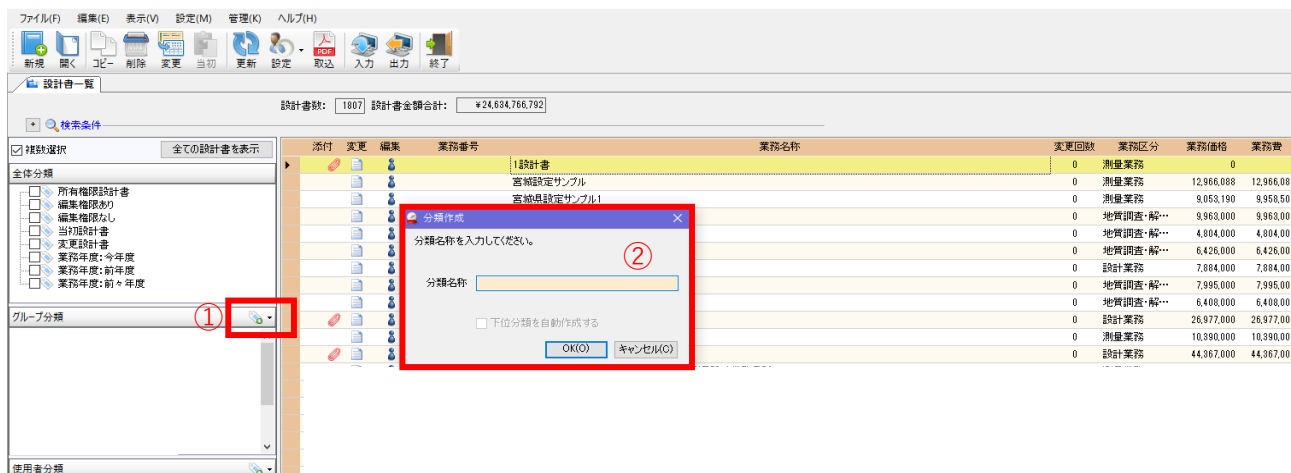 ファイル(F) 編集(E) 表示(V) 設定(M) 管理(K) ヘルプ(H)
新規 開く コピー 削除 変更 当初 更新 設定 PDF 取込 入力 出力 終了
設計書一覧
設計書数: 1807 設計書金額合計: ¥24,634,766,792
検索条件
複数選択 全ての設計書を表示
全体分類
所有権限設計書
編集権限あり
編集権限なし
当初設計書
変更設計書
業務年度:今年度
業務年度:前年度
業務年度:前々年度
グループ分類 ①
使用者分類
添付 変更 編集 業務番号 業務名称 変更回数 業務区分 業務価格 業務費
1設計書 0 測量業務 0
宮城設定サンプル 0 測量業務 12,966,088 12,966,08
宮城県設定サンプル1 0 測量業務 9,053,190 9,958,50
0 地質調査・解… 9,963,000 9,963,00
0 地質調査・解… 4,804,000 4,804,00
0 地質調査・解… 6,426,000 6,426,00
0 設計業務 7,884,000 7,884,00
0 地質調査・解… 7,995,000 7,995,00
0 地質調査・解… 6,408,000 6,408,00
0 設計業務 26,977,000 26,977,00
0 測量業務 10,390,000 10,390,00
0 設計業務 44,367,000 44,367,00
分類作成
分類名称を入力してください。
②
分類名称
下位分類を自動作成する
OK(O) キャンセル(C)